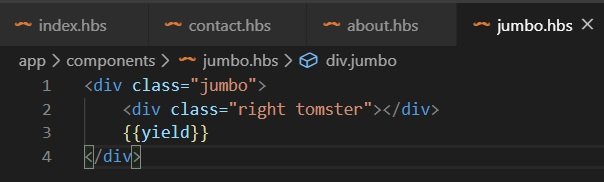 index.hbs contact.hbs about.hbs jumbo.hbs
app > components > jumbo.hbs > div.jumbo
1 <div class="jumbo">
2 <div class="right tomster"></div>
3 {{yield}}
4 </div>